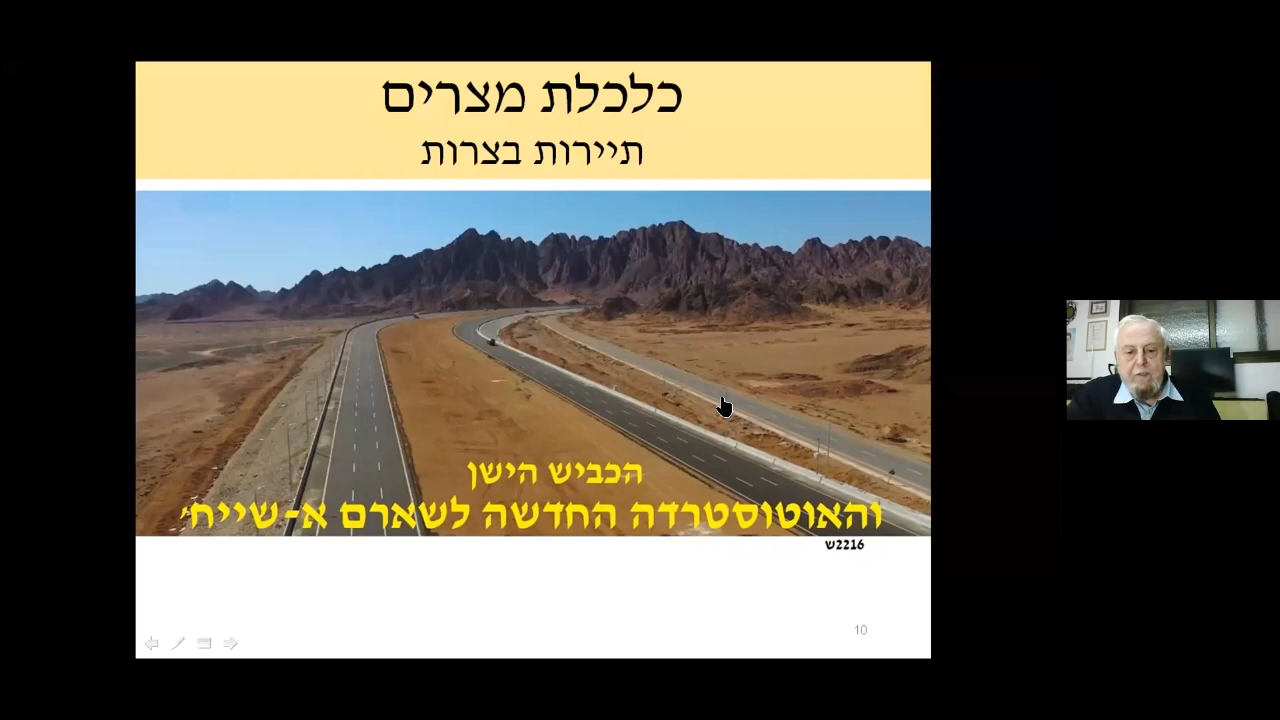 כלכלת מצרים
תיירות בצרות
הכביש הישן
והאוטוסטרדה החדשה לשארם א-שייח'
ש2216
10